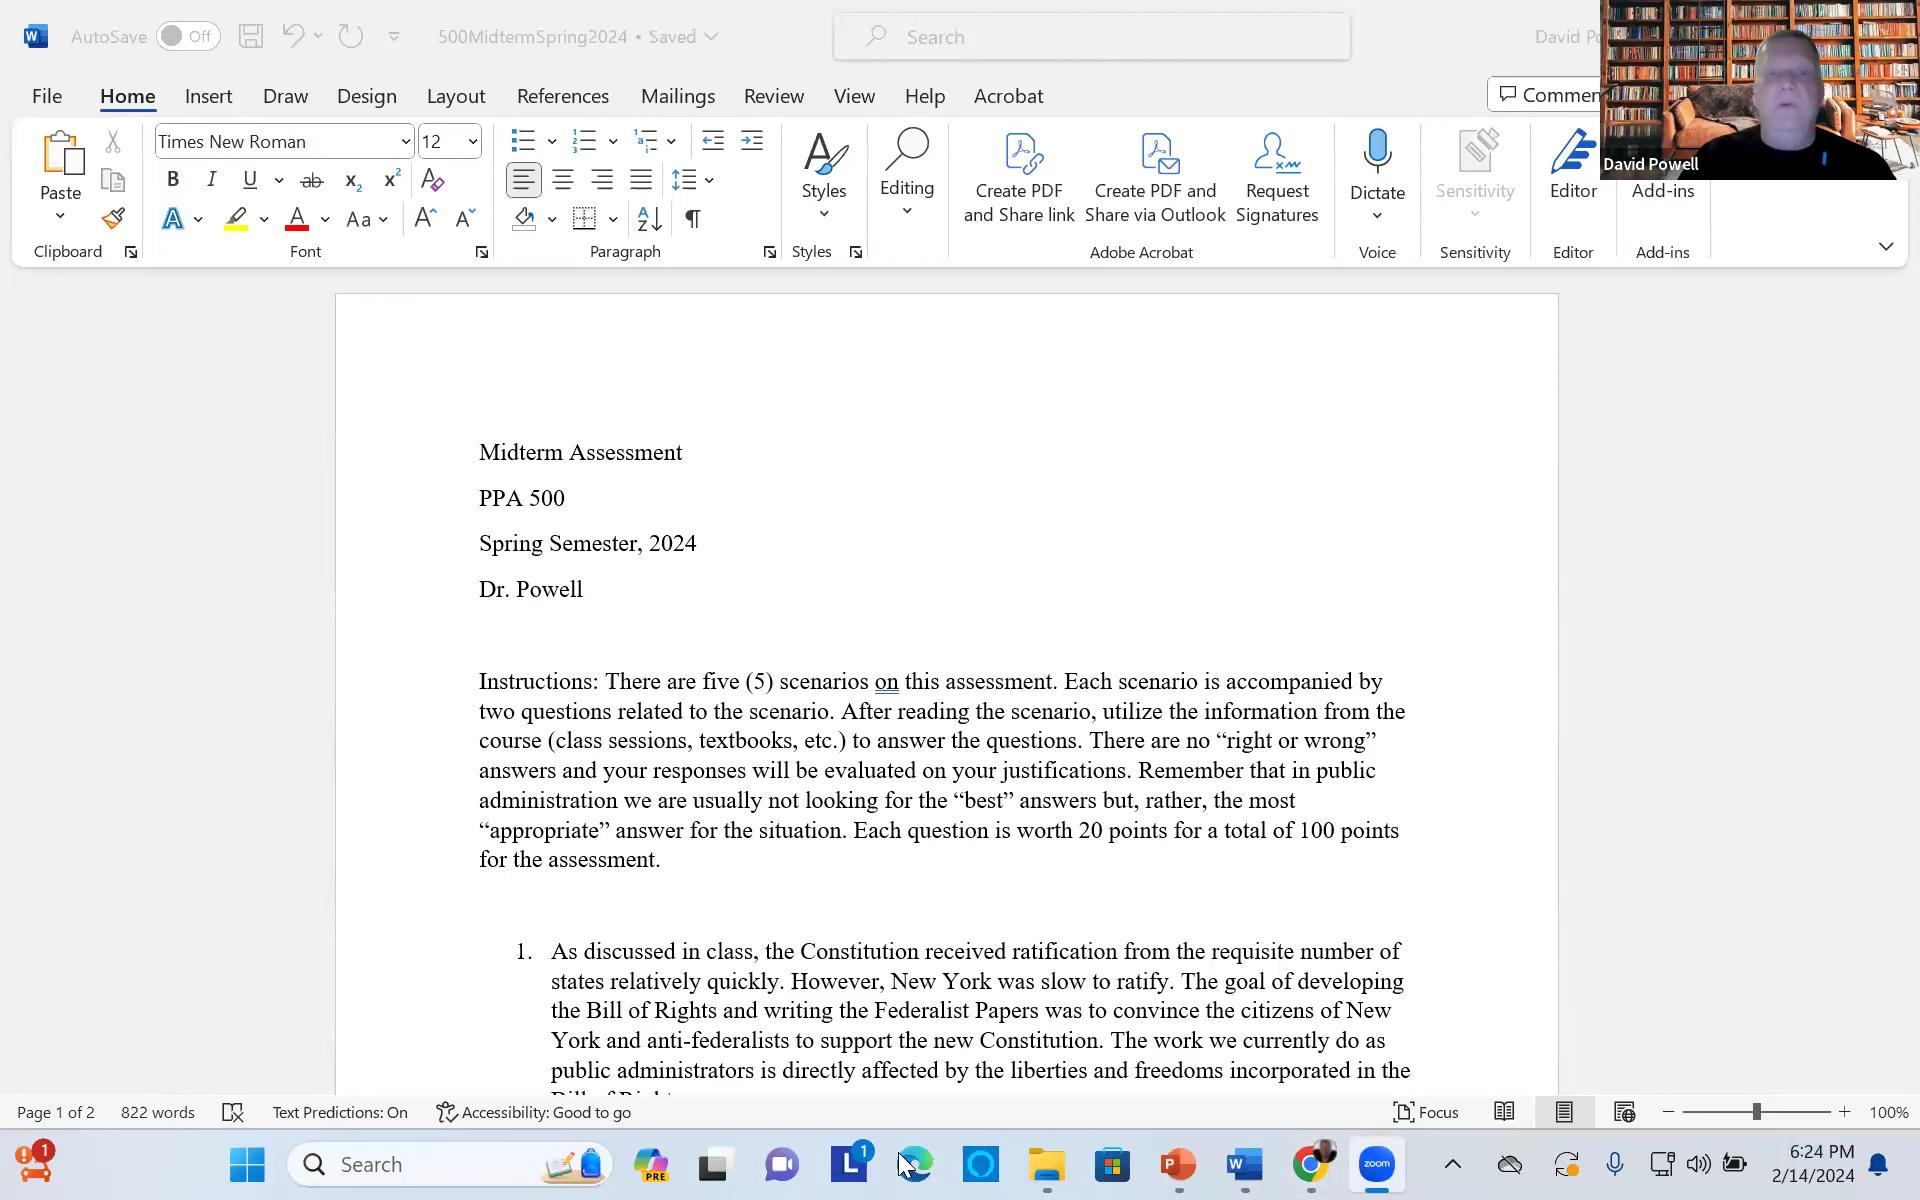 AutoSave Off 500MidtermSpring2024 • Saved Search David Po
File Home Insert Draw Design Layout References Mailings Review View Help Acrobat Commen
Times New Roman 12
Paste Styles Editing Create PDF and Share link Create PDF and Share via Outlook Request Signatures Dictate Sensitivity Editor Add-ins
David Powell
Clipboard Font Paragraph Styles Adobe Acrobat Voice Sensitivity Editor Add-ins
Midterm Assessment
PPA 500
Spring Semester, 2024
Dr. Powell
Instructions: There are five (5) scenarios on this assessment. Each scenario is accompanied by
two questions related to the scenario. After reading the scenario, utilize the information from the
course (class sessions, textbooks, etc.) to answer the questions. There are no “right or wrong”
answers and your responses will be evaluated on your justifications. Remember that in public
administration we are usually not looking for the “best” answers but, rather, the most
“appropriate” answer for the situation. Each question is worth 20 points for a total of 100 points
for the assessment.
1. As discussed in class, the Constitution received ratification from the requisite number of
states relatively quickly. However, New York was slow to ratify. The goal of developing
the Bill of Rights and writing the Federalist Papers was to convince the citizens of New
York and anti-federalists to support the new Constitution. The work we currently do as
public administrators is directly affected by the liberties and freedoms incorporated in the
Page 1 of 2 822 words Text Predictions: On Accessibility: Good to go Focus 100%
Search 6:24 PM
2/14/2024